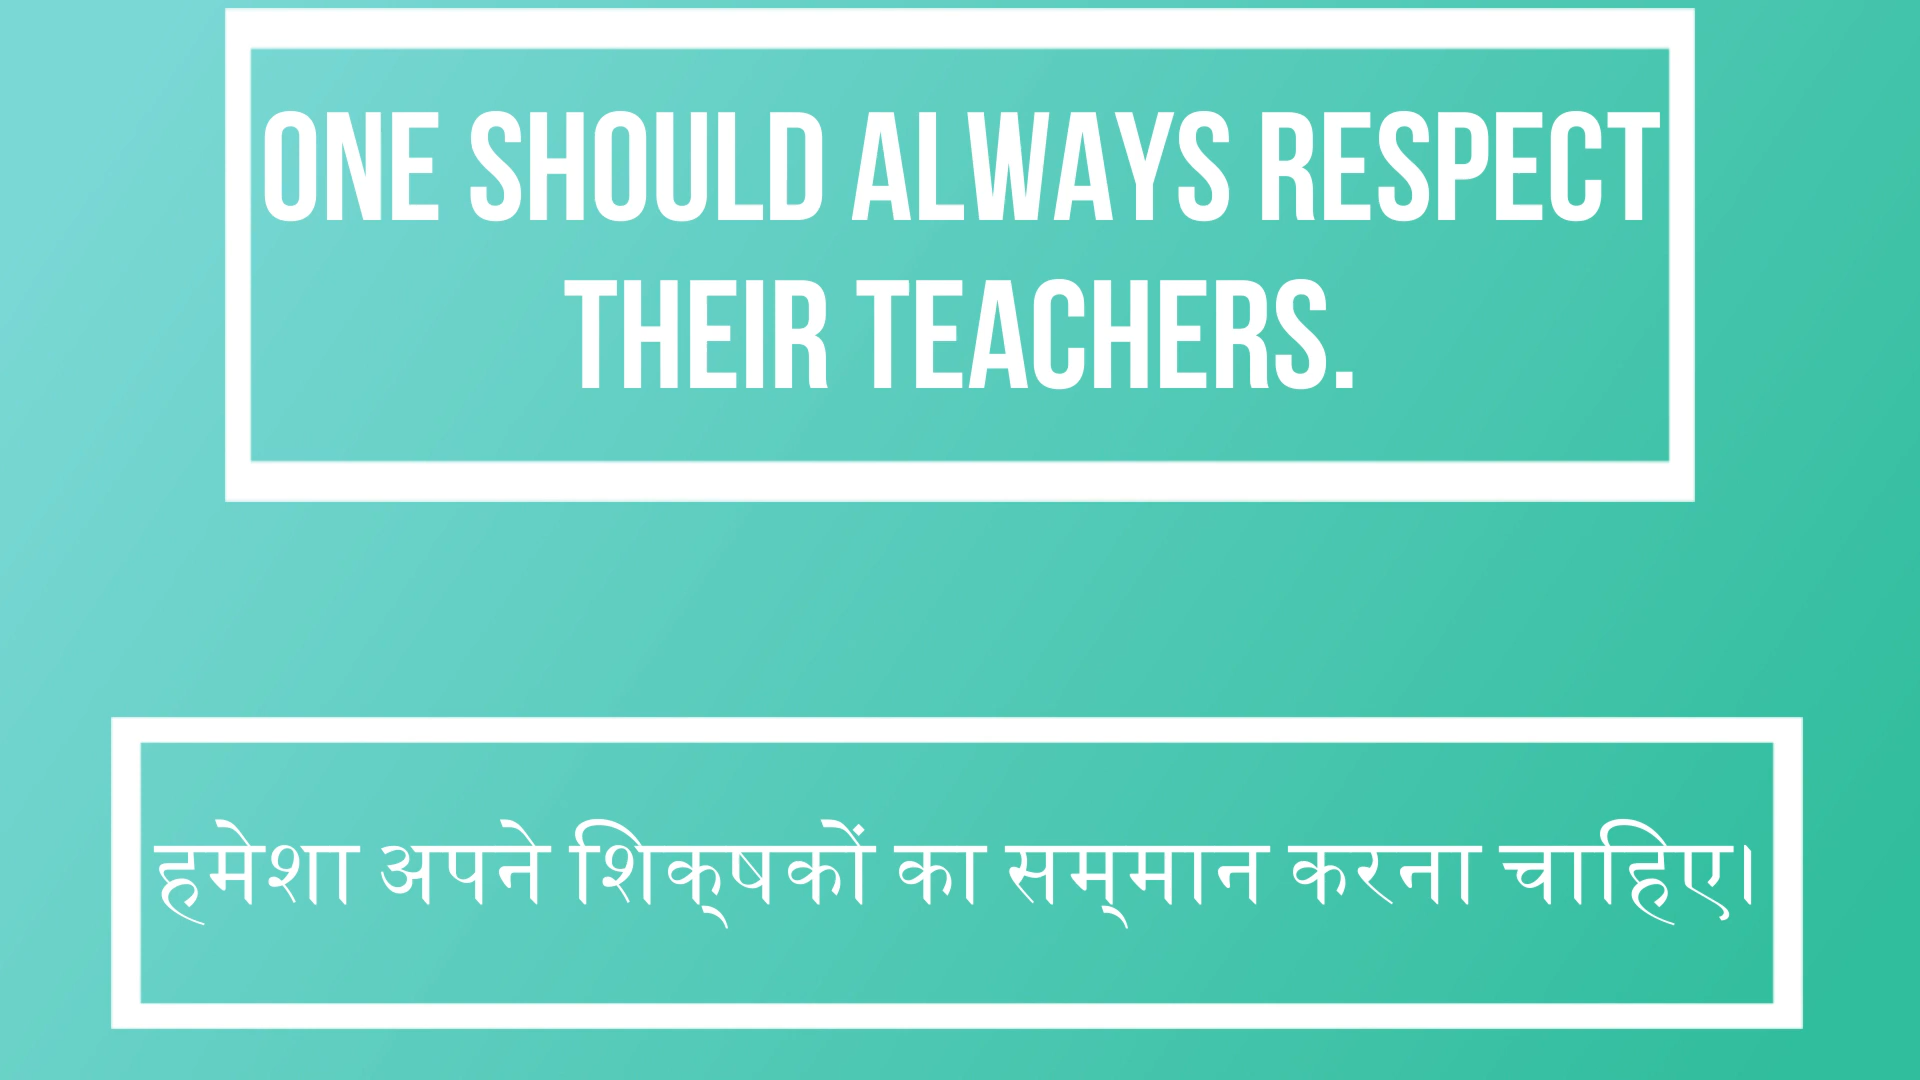 ONE SHOULD ALWAYS RESPECT
THEIR TEACHERS.
हमेशा अपने शिक्षकों का सम्मान करना चाहिए।